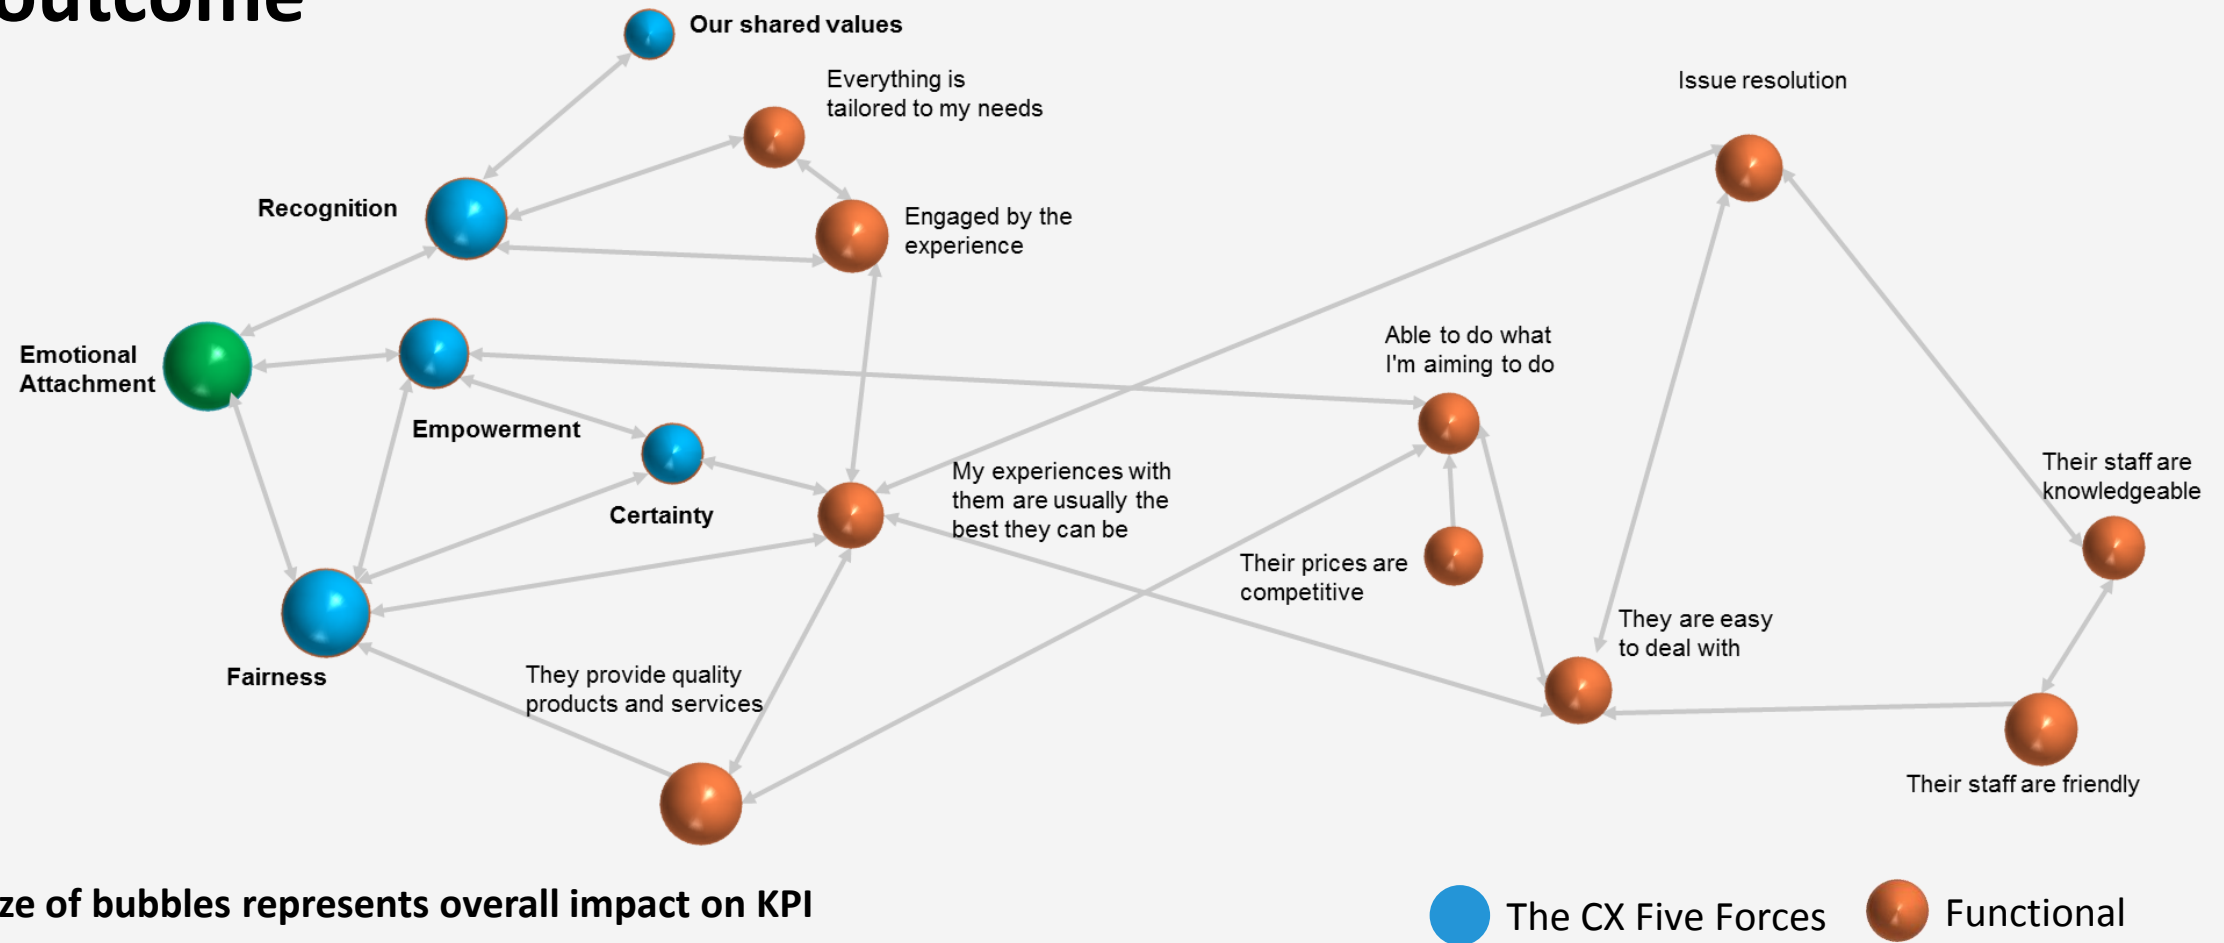 outcome
Our shared values
Everything is
tailored to my needs
Issue resolution
Recognition
Engaged by the
experience
Able to do what
I'm aiming to do
Emotional
Attachment
Empowerment
My experiences with
them are usually the
best they can be
Their staff are
knowledgeable
Certainty
Their prices are
competitive
They are easy
to deal with
Fairness
They provide quality
products and services
Their staff are friendly
ze of bubbles represents overall impact on KPI
The CX Five Forces
Functional